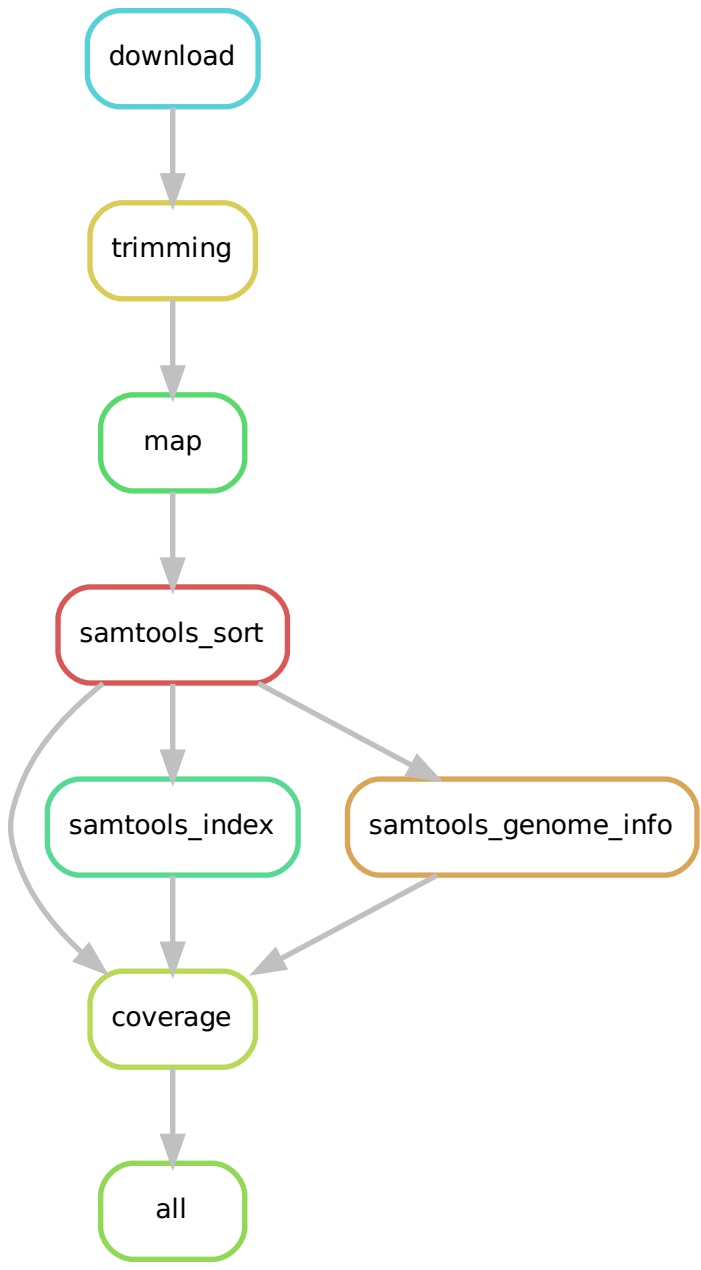 download
trimming
map
samtools_sort
samtools_index
samtools_genome_info
coverage
all